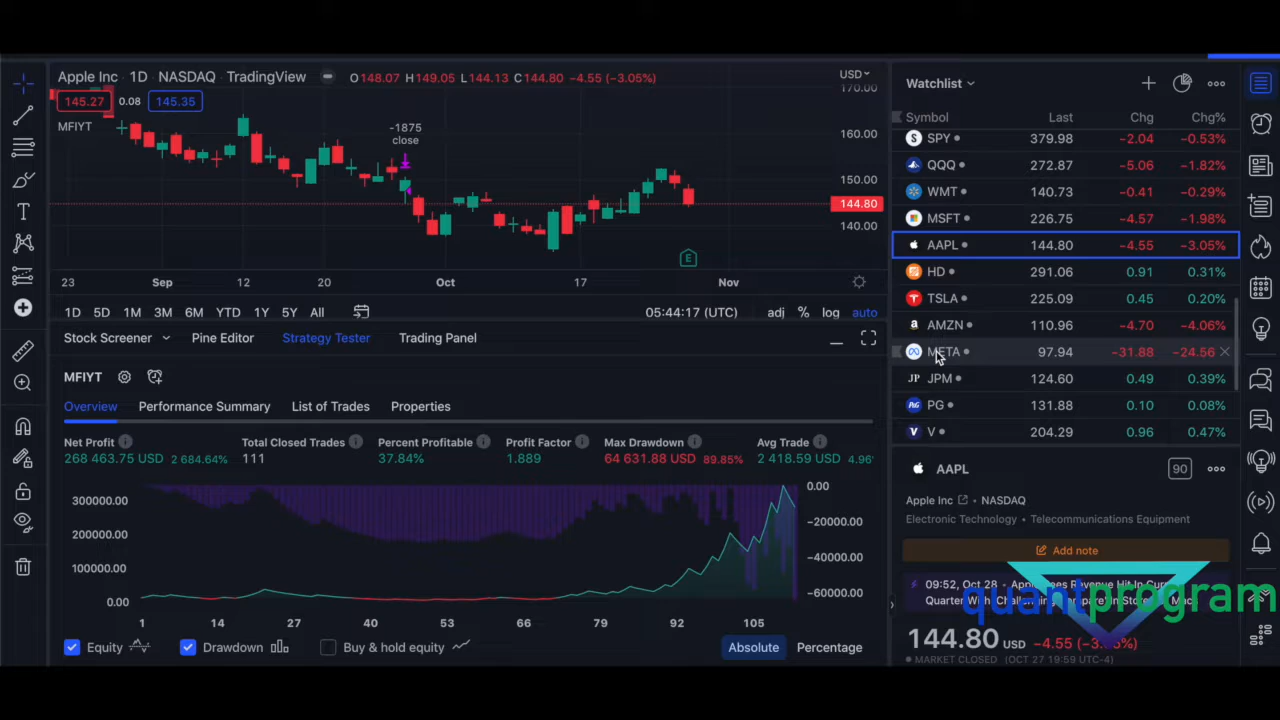 Apple Inc 1D NASDAQ TradingView O148.07 H149.05 L144.13 C144.80 -4.55 (-3.05%)
145.27 0.08 145.35
MFIYT
-1875
close
USD
170.00
160.00
150.00
144.80
140.00
E
23 Sep 12 20 Oct 17 Nov
1D 5D 1M 3M 6M YTD 1Y 5Y All 05:44:17 (UTC) adj % log auto
Stock Screener Pine Editor Strategy Tester Trading Panel
MFIYT
Overview Performance Summary List of Trades Properties
Net Profit Total Closed Trades Percent Profitable Profit Factor Max Drawdown Avg Trade
268 463.75 USD 2 684.64% 111 37.84% 1.889 64 631.88 USD 89.85% 2 418.59 USD 4.96
300000.00
200000.00
100000.00
0.00
0.00
-20000.00
-40000.00
-60000.00
1 14 27 40 53 66 79 92 105
Equity Drawdown Buy & hold equity Absolute Percentage
Watchlist
Symbol Last Chg Chg%
SPY 379.98 -2.04 -0.53%
QQQ 272.87 -5.06 -1.82%
WMT 140.73 -0.41 -0.29%
MSFT 226.75 -4.57 -1.98%
AAPL 144.80 -4.55 -3.05%
HD 291.06 0.91 0.31%
TSLA 225.09 0.45 0.20%
AMZN 110.96 -4.70 -4.06%
META 97.94 -31.88 -24.56
JPM 124.60 0.49 0.39%
PG 131.88 0.10 0.08%
V 204.29 0.96 0.47%
AAPL 90
Apple Inc • NASDAQ
Electronic Technology • Telecommunications Equipment
Add note
09:52, Oct 28 • Revenue Hit In
Quarter With In
quantprogram
144.80 USD -4.55
MARKET CLOSED (OCT 27 19:59 UTC-4)